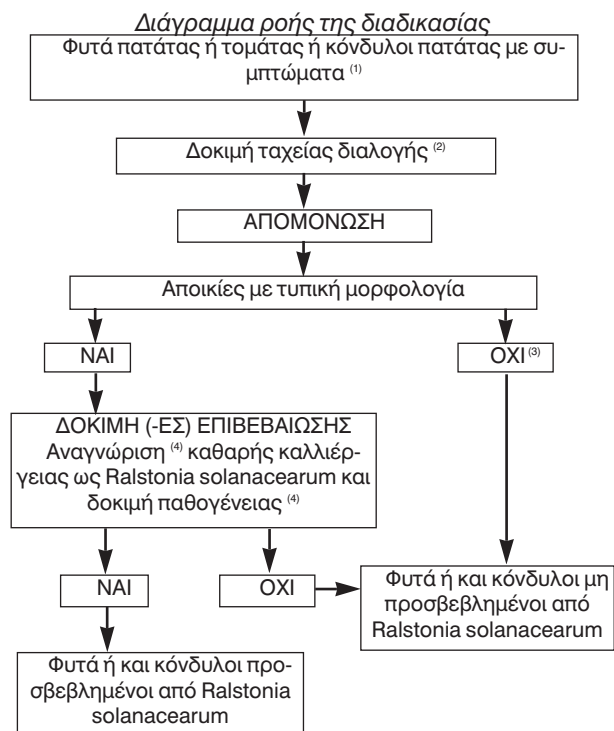 Διάγραμμα ροής της διαδικασίας
Φυτά πατάτας ή τομάτας ή κόνδυλοι πατάτας με συ-
μπτώματα (1)
Δοκιμή ταχείας διαλογής (2)
ΑΠΟΜΟΝΩΣΗ
Αποικίες με τυπική μορφολογία
ΝΑΙ
ΟΧΙ (3)
ΔΟΚΙΜΗ (-ΕΣ) ΕΠΙΒΕΒΑΙΩΣΗΣ
Αναγνώριση (4) καθαρής καλλιέρ-
γειας ως Ralstonia solanacearum και
δοκιμή παθογένειας (4)
ΝΑΙ
ΟΧΙ
Φυτά ή και κόνδυλοι μη
προσβεβλημένοι από
Ralstonia solanacearum
Φυτά ή και κόνδυλοι προ-
σβεβλημένοι από Ralstonia
solanacearum